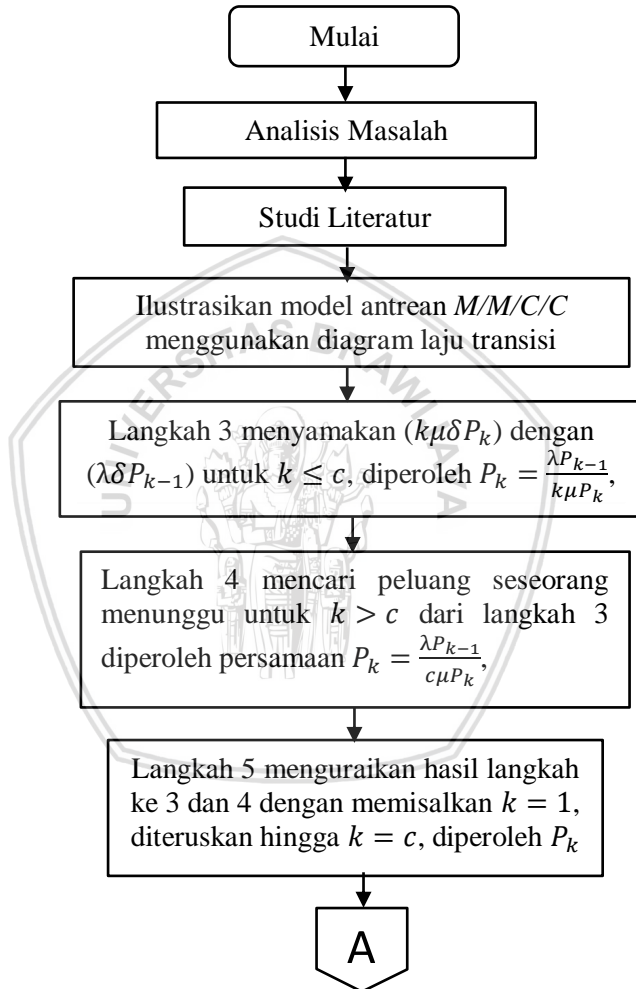 Mulai
Analisis Masalah
Studi Literatur
Ilustrasikan model antrean M/M/C/C
menggunakan diagram laju transisi
Langkah 3 menyamakan (kμδP_k) dengan
(λδP_{k−1}) untuk k ≤ c, diperoleh P_k = λP_{k−1}/kμP_k,
Langkah 4 mencari peluang seseorang
menunggu untuk k > c dari langkah 3
diperoleh persamaan P_k = λP_{k−1}/cμP_k,
Langkah 5 menguraikan hasil langkah
ke 3 dan 4 dengan memisalkan k = 1,
diteruskan hingga k = c, diperoleh P_k
A
UNIVERSITAS BRAWIJAYA